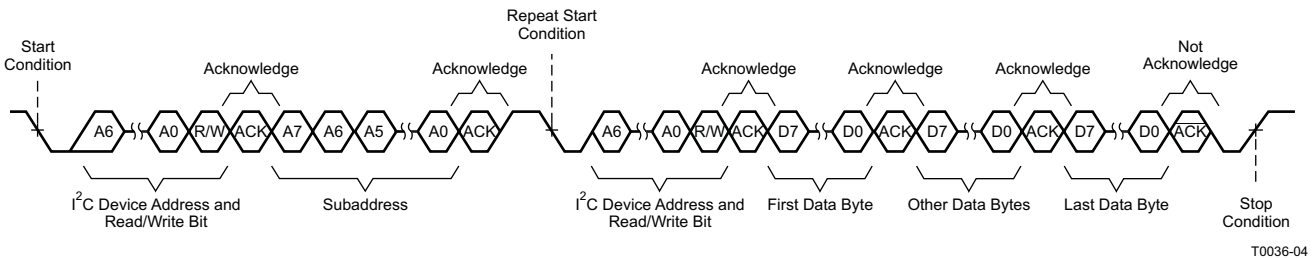 Repeat Start
Condition
Start
Condition
Not
Acknowledge
Acknowledge
Acknowledge
Acknowledge
Acknowledge
Acknowledge
A6 A0 R/W ACK A7 A6 A5 A0 ACK A6 A0 R/W ACK D7 D0 ACK D7 D0 ACK D7 D0 ACK
I2C Device Address and
Read/Write Bit
Subaddress
I2C Device Address and
Read/Write Bit
First Data Byte
Other Data Bytes
Last Data Byte
Stop
Condition
T0036-04